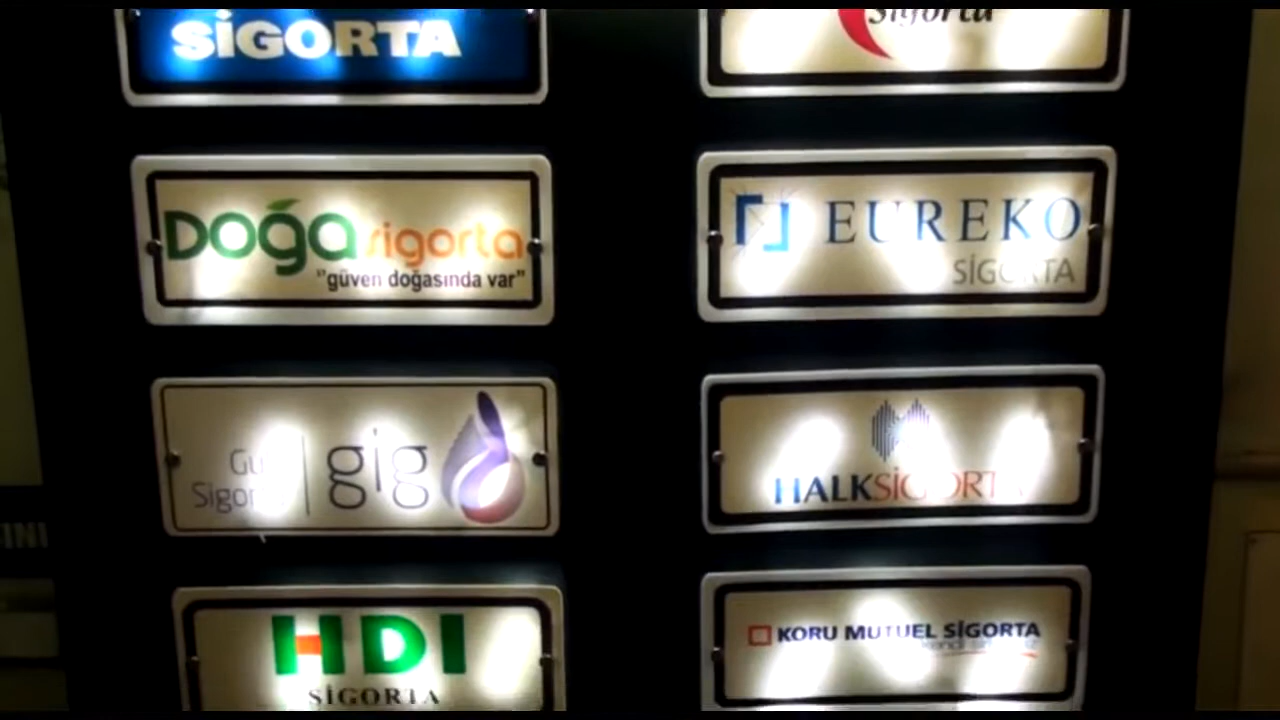 SİGORTA
Sigorta
DOĞA sigorta
"güven doğasında var"
EUREKO
SİGORTA
gig
HALKSİGORTA
HDI
SİGORTA
KORU MUTUEL SİGORTA